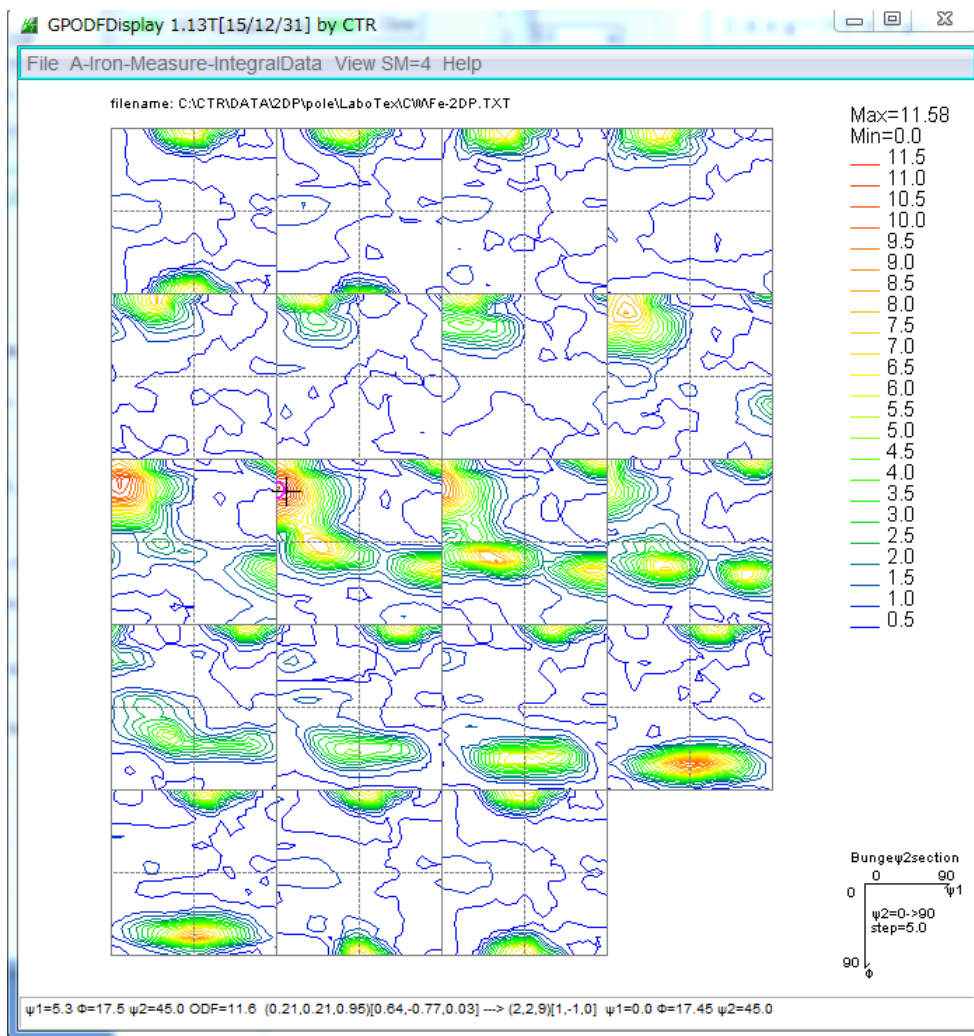 GPODFDisplay 1.13T[15/12/31] by CTR
File A-Iron-Measure-IntegralData View SM=4 Help
filename: C:\CTR\DATA\2DP\pole\LaboTex\CW\Fe-2DP.TXT
Max=11.58
Min=0.0
11.5
11.0
10.5
10.0
9.5
9.0
8.5
8.0
7.5
7.0
6.5
6.0
5.5
5.0
4.5
4.0
3.5
3.0
2.5
2.0
1.5
1.0
0.5
Bungeψ2section
0 90
0 ψ1
ψ2=0->90
step=5.0
90
Φ
ψ1=5.3 Φ=17.5 ψ2=45.0 ODF=11.6 (0.21,0.21,0.95)[0.64,-0.77,0.03] ---> (2,2,9)[1,-1,0] ψ1=0.0 Φ=17.45 ψ2=45.0